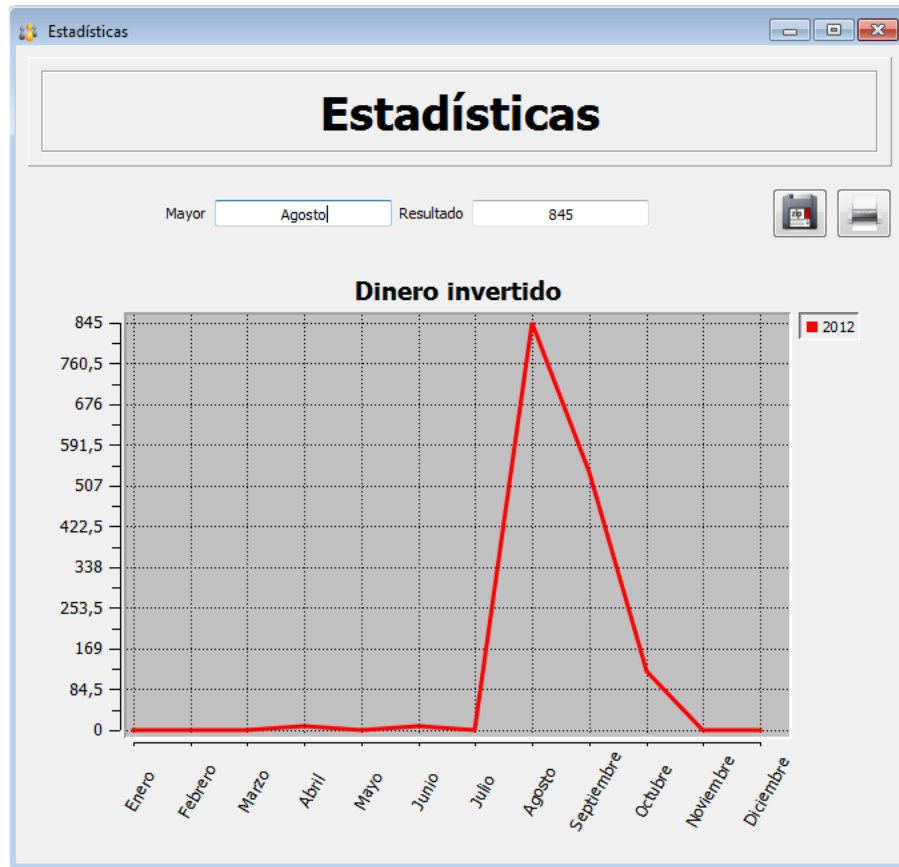 Estadísticas
Estadísticas
Mayor Agosto Resultado 845
zip
Dinero invertido
2012
845
760,5
676
591,5
507
422,5
338
253,5
169
84,5
0
Enero Febrero Marzo Abril Mayo Junio Julio Agosto Septiembre Octubre Noviembre Diciembre